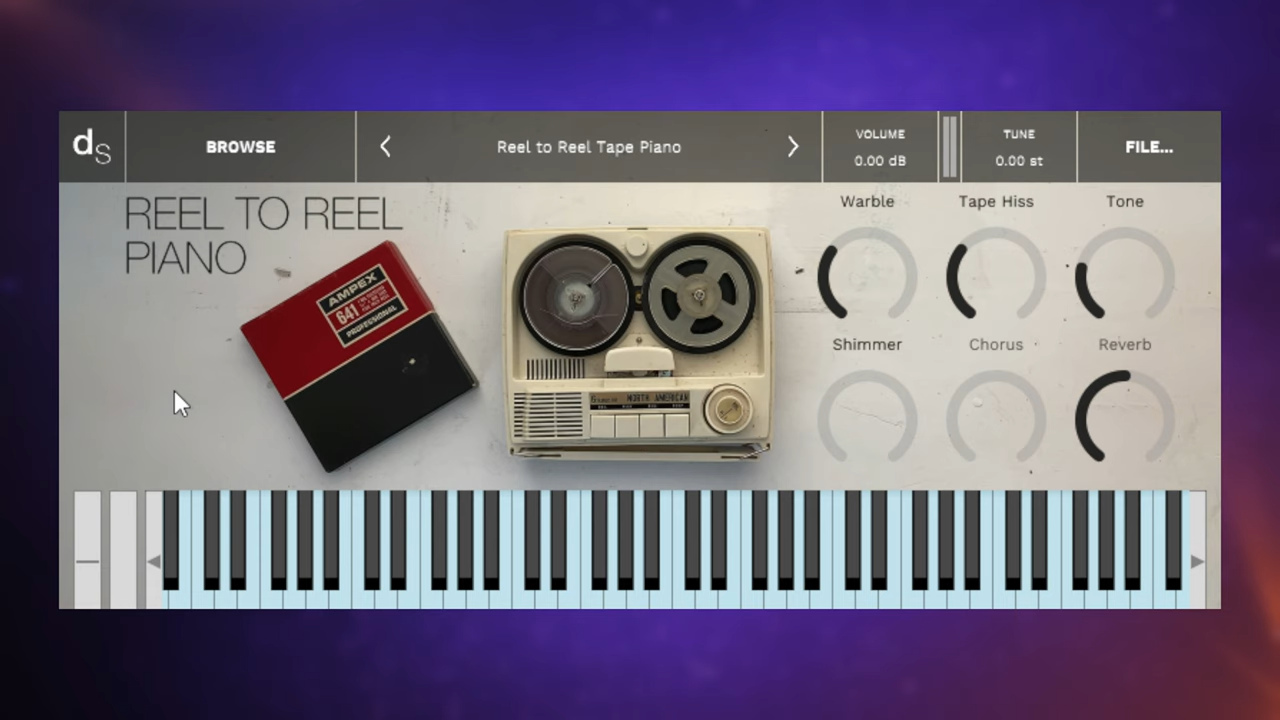 dS
BROWSE
Reel to Reel Tape Piano
VOLUME
0.00 dB
TUNE
0.00 st
FILE...
REEL TO REEL
PIANO
Warble
Tape Hiss
Tone
Shimmer
Chorus
Reverb
AMPEX
641
PROFESSIONAL
NORTH AMERICAN